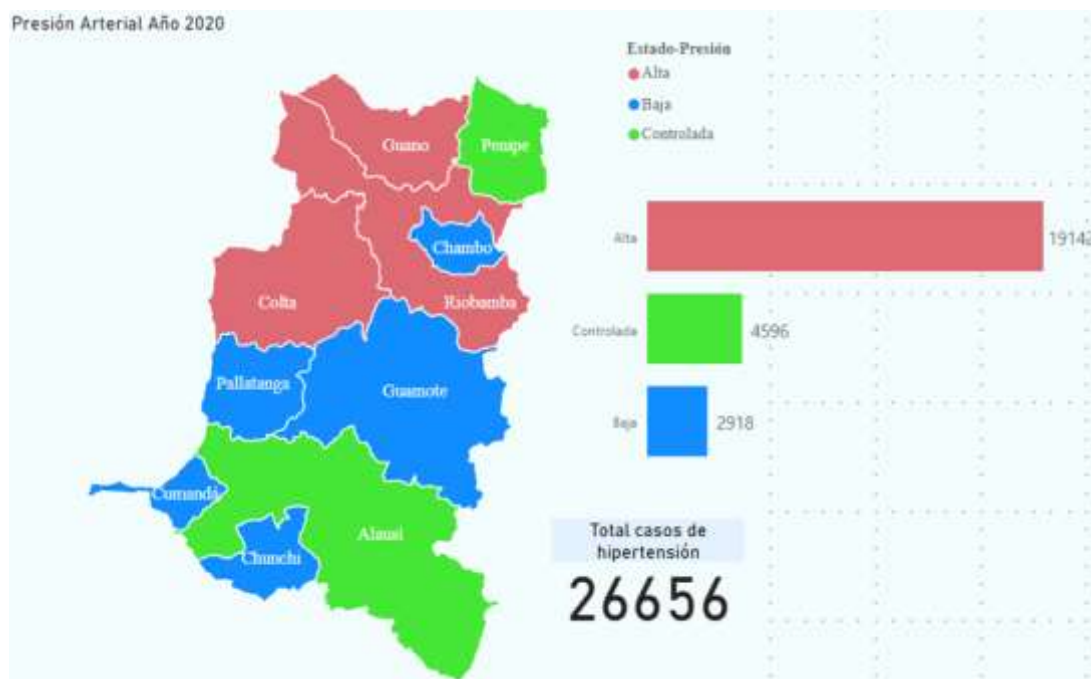 Presión Arterial Año 2020
Estado-Presión
Alta
Baja
Controlada
Guano
Penipe
Chambo
Colta
Riobamba
Pallatanga
Guamote
Cumandá
Alausi
Chunchi
Alta
19142
Controlada
4596
Baja
2918
Total casos de
hipertensión
26656